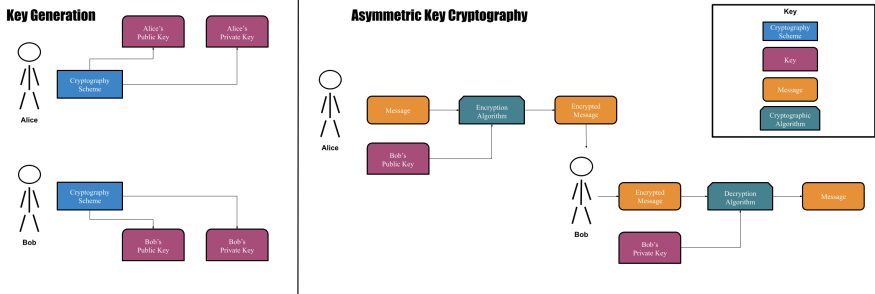 Key Generation
Alice's
Public Key
Alice's
Private Key
Cryptography
Scheme
Alice
Cryptography
Scheme
Bob
Bob's
Public Key
Bob's
Private Key
Asymmetric Key Cryptography
Alice
Message
Encryption
Algorithm
Encrypted
Message
Bob's
Public Key
Bob
Encrypted
Message
Decryption
Algorithm
Message
Bob's
Private Key
Key
Cryptography
Scheme
Key
Message
Cryptographic
Algorithm